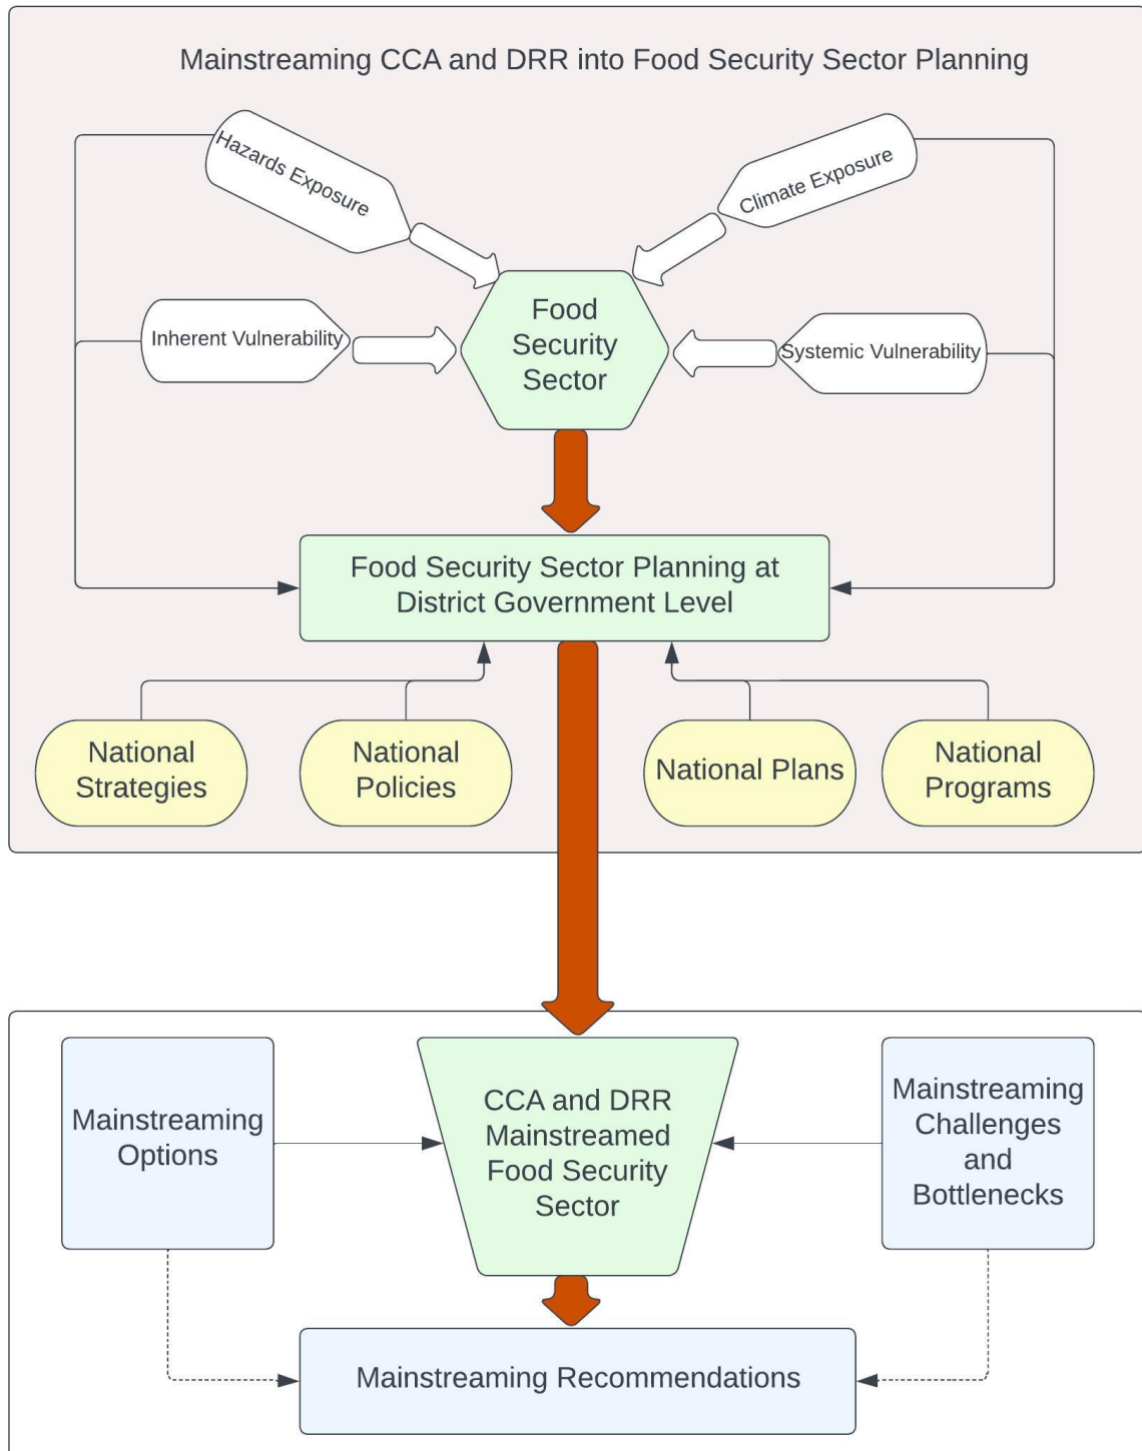 Mainstreaming CCA and DRR into Food Security Sector Planning
Hazards Exposure
Climate Exposure
Inherent Vulnerability
Food
Security
Sector
Systemic Vulnerability
Food Security Sector Planning at
District Government Level
National
Strategies
National
Policies
National Plans
National
Programs
Mainstreaming
Options
CCA and DRR
Mainstreamed
Food Security
Sector
Mainstreaming
Challenges
and
Bottlenecks
Mainstreaming Recommendations